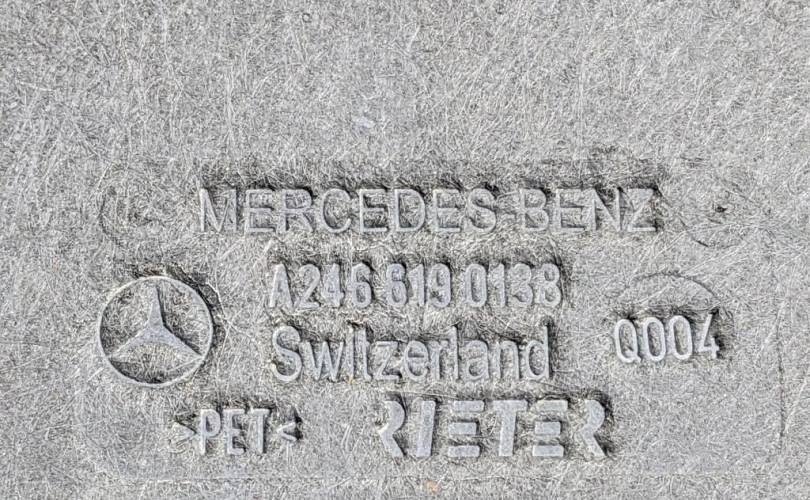 MERCEDES-BENZ
A246 619 0138
Switzerland
Q004
>PET< RIETER